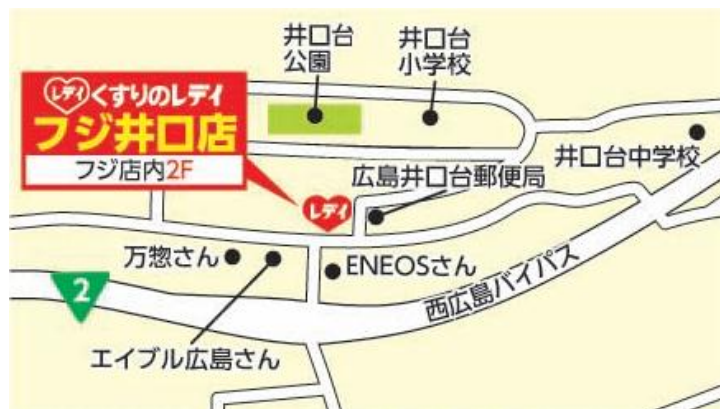 井口台
公園
井口台
小学校
レディくすりのレデイ
フジ井口店
フジ店内2F
井口台中学校
広島井口台郵便局
レデイ
万惣さん
ENEOSさん
2
西広島バイパス
エイブル広島さん